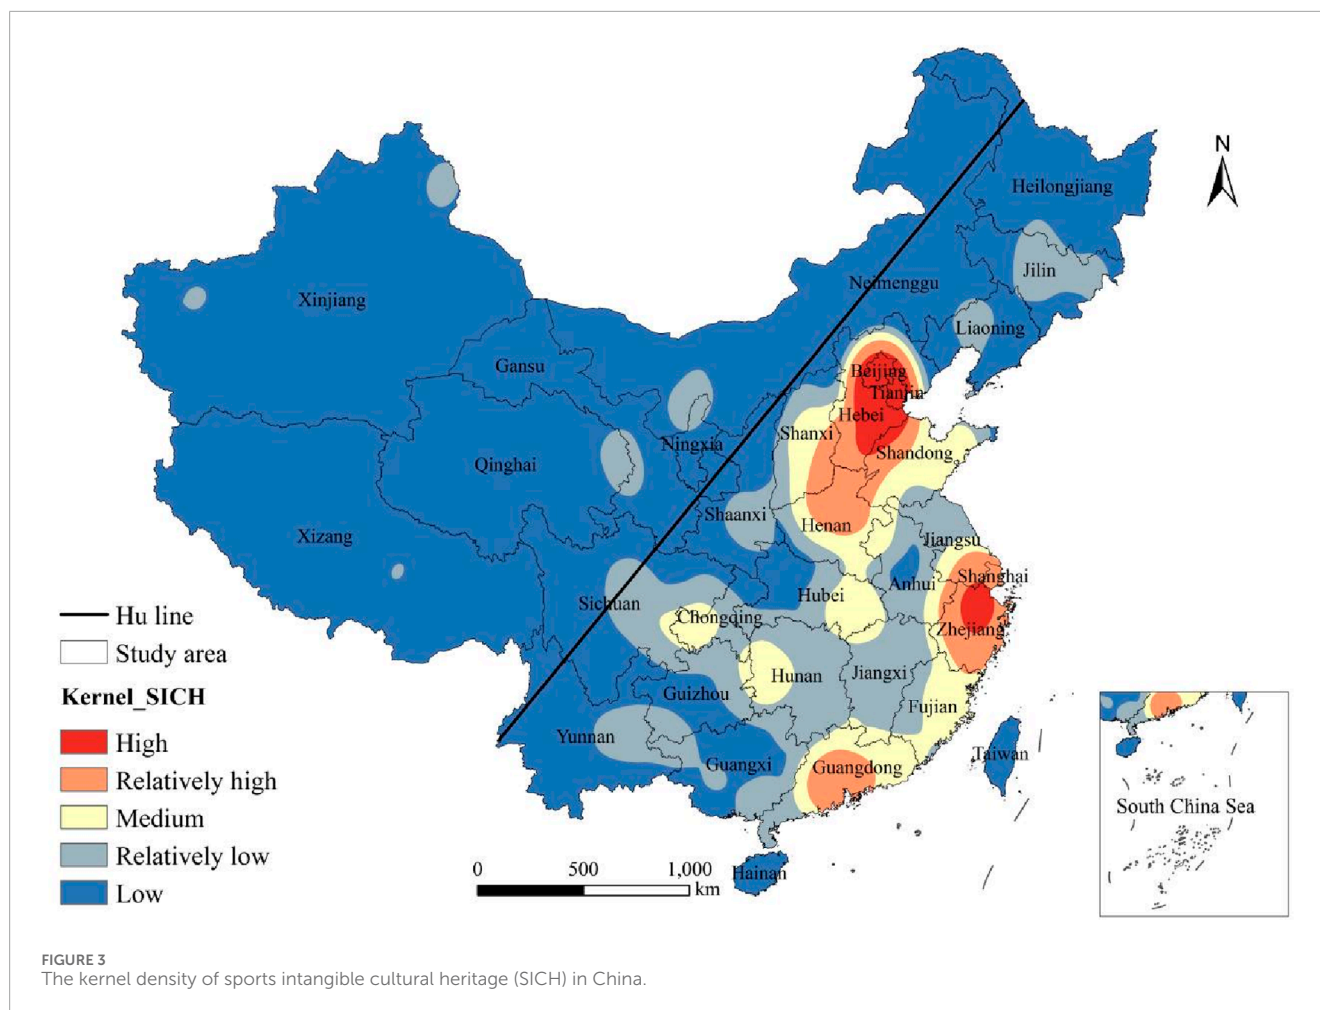 N
Heilongjiang
Jilin
Neimenggu
Xinjiang
Liaoning
Gansu
Beijing
Tianjin
Hebei
Shanxi
Ningxia
Shandong
Qinghai
Shaanxi
Henan
Xizang
Jiangsu
Shanghai
Anhui
Hubei
Sichuan
Chongqing
Zhejiang
Hunan
Jiangxi
Guizhou
Fujian
Yunnan
Guangxi
Guangdong
Taiwan
Hainan
Hu line
Study area
Kernel_SICH
High
Relatively high
Medium
Relatively low
Low
0 500 1,000
km
South China Sea
FIGURE 3
The kernel density of sports intangible cultural heritage (SICH) in China.